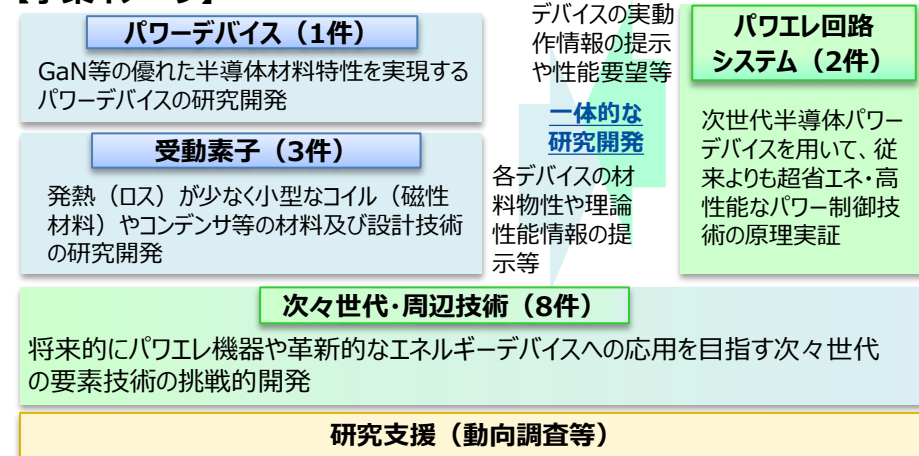 パワーデバイス（1件）
GaN等の優れた半導体材料特性を実現する
パワーデバイスの研究開発
受動素子（3件）
発熱（ロス）が少なく小型なコイル（磁性
材料）やコンデンサ等の材料及び設計技術
の研究開発
デバイスの実動
作情報の提示
や性能要望等
一体的な
研究開発
各デバイスの材
料物性や理論
性能情報の提
示等
パワエレ回路
システム（2件）
次世代半導体パワー
デバイスを用いて、従
来よりも超省エネ・高
性能なパワー制御技
術の原理実証
次々世代・周辺技術（8件）
将来的にパワエレ機器や革新的なエネルギーデバイスへの応用を目指す次々世代
の要素技術の挑戦的開発
研究支援（動向調査等）